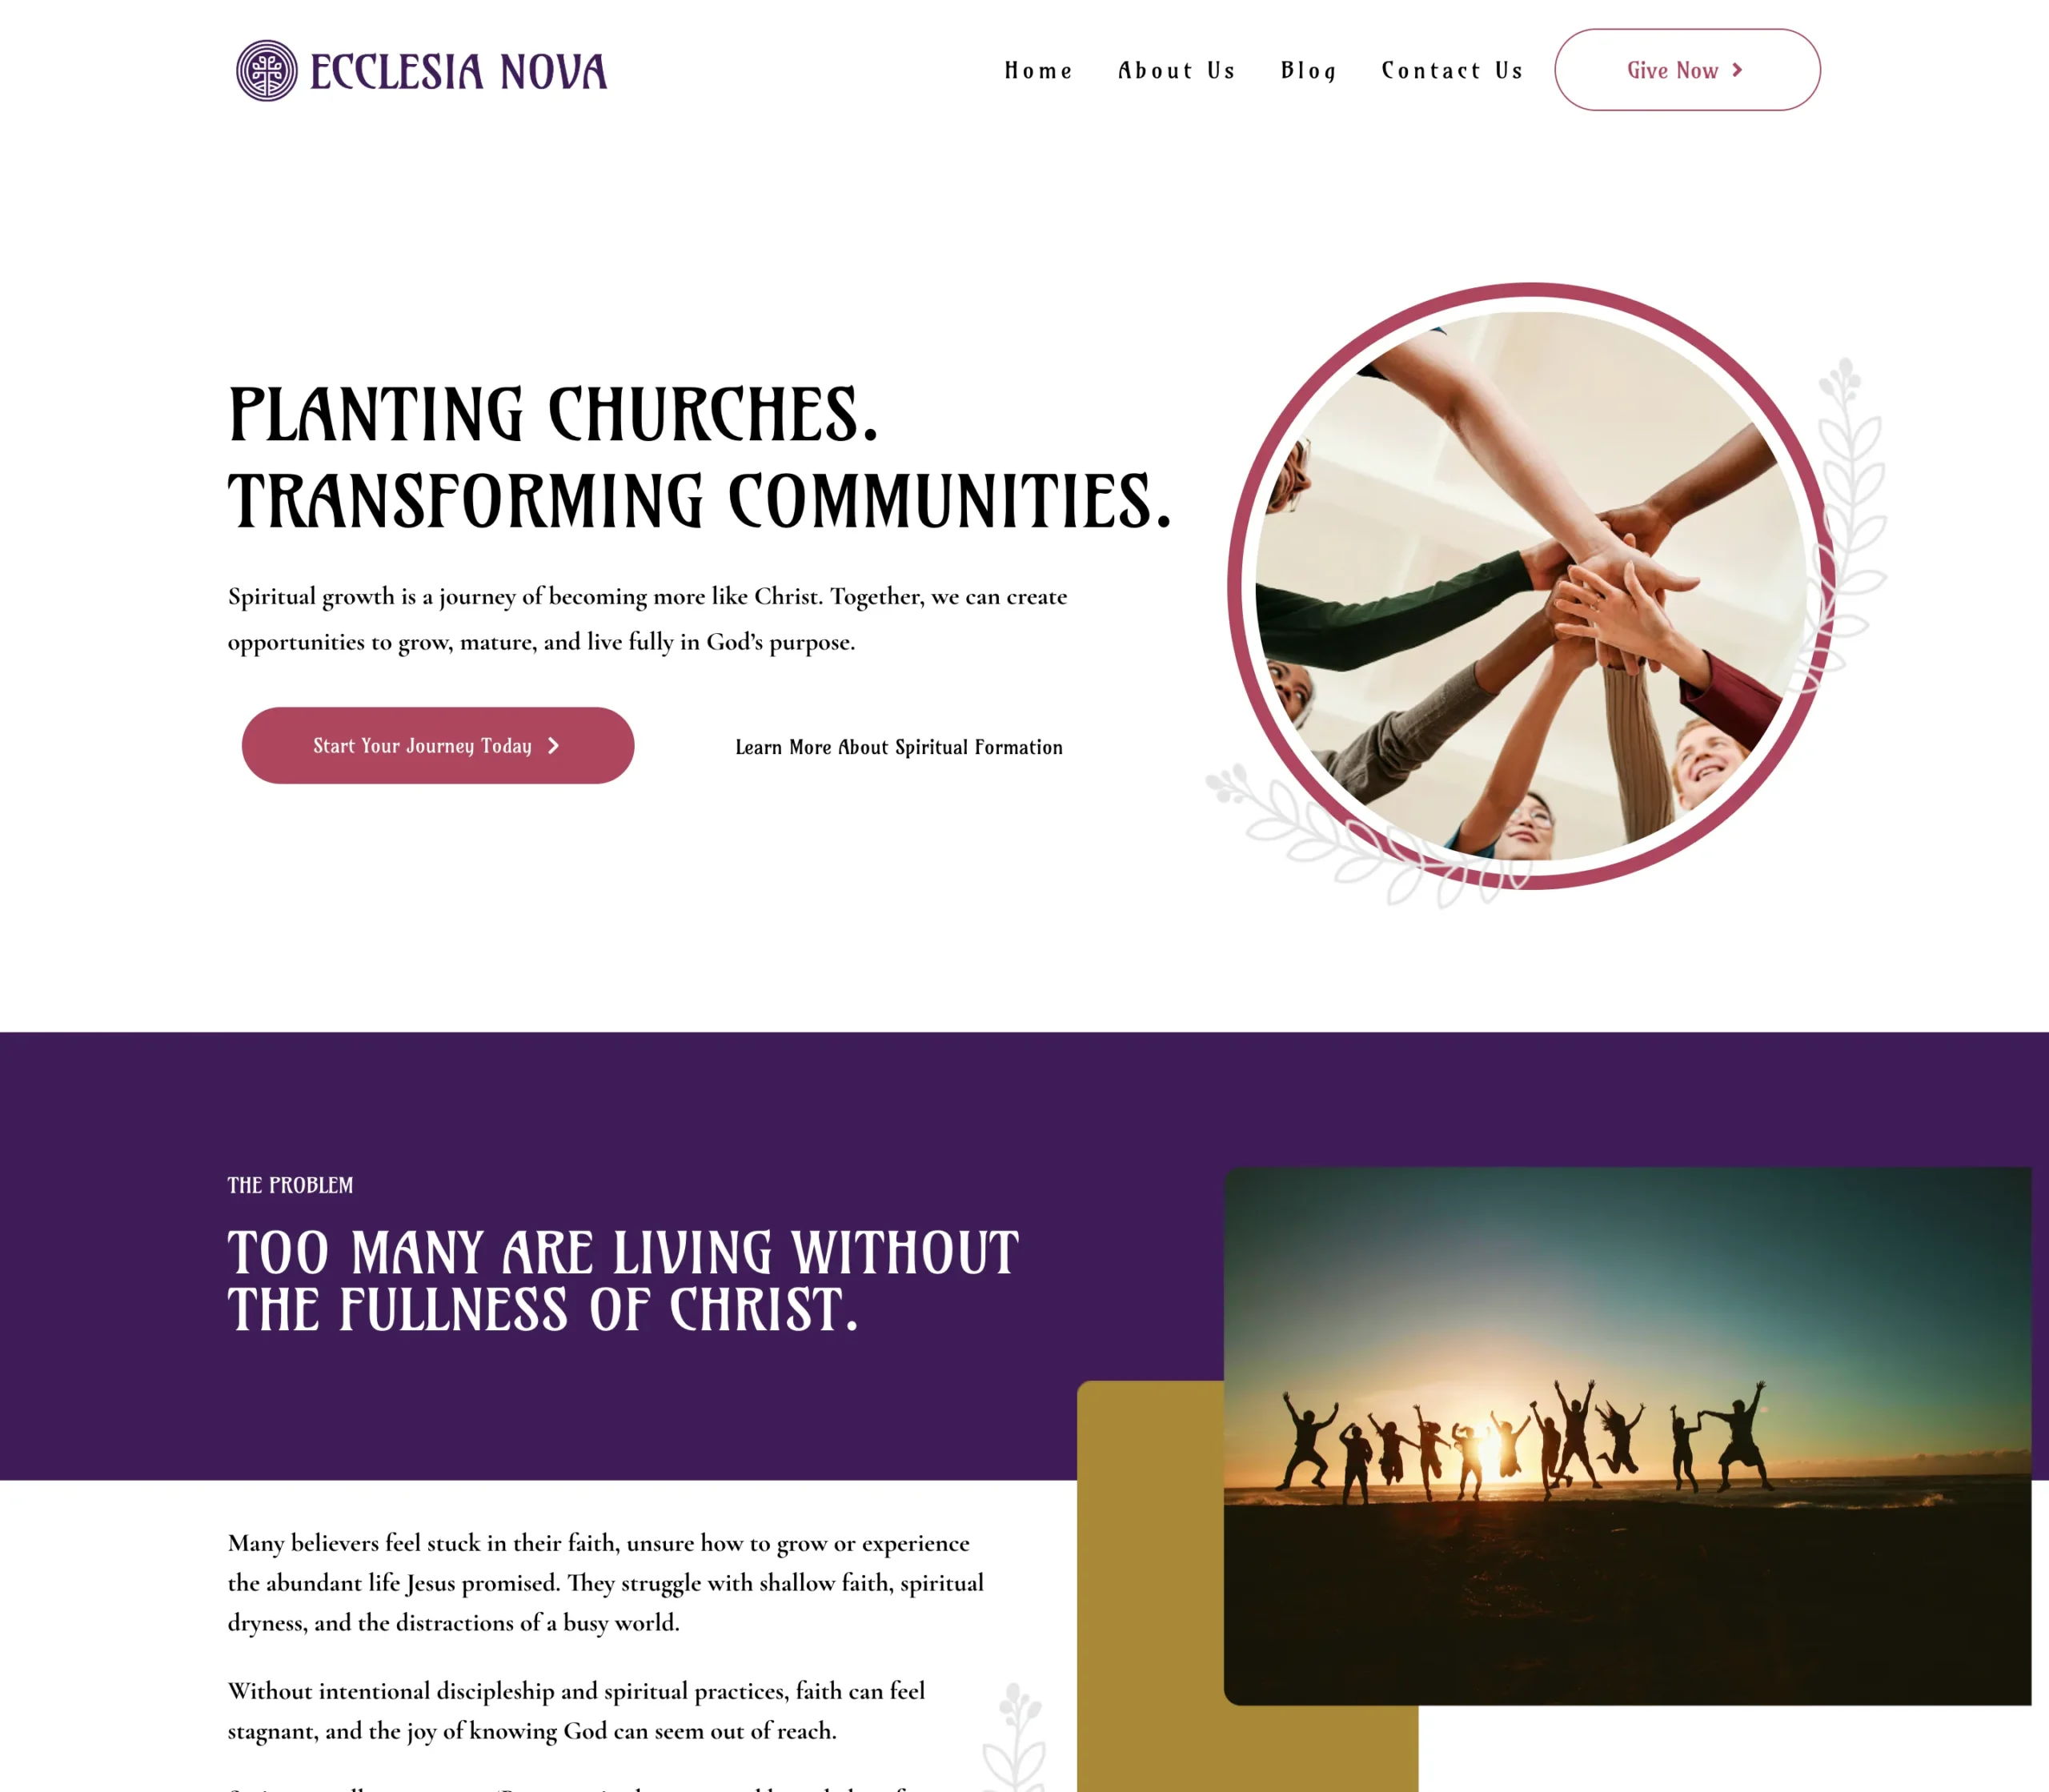 ECCLESIA NOVA
Home
About Us
Blog
Contact Us
Give Now
PLANTING CHURCHES.
TRANSFORMING COMMUNITIES.
Spiritual growth is a journey of becoming more like Christ. Together, we can create
opportunities to grow, mature, and live fully in God’s purpose.
Start Your Journey Today
Learn More About Spiritual Formation
THE PROBLEM
TOO MANY ARE LIVING WITHOUT
THE FULLNESS OF CHRIST.
Many believers feel stuck in their faith, unsure how to grow or experience
the abundant life Jesus promised. They struggle with shallow faith, spiritual
dryness, and the distractions of a busy world.
Without intentional discipleship and spiritual practices, faith can feel
stagnant, and the joy of knowing God can seem out of reach.